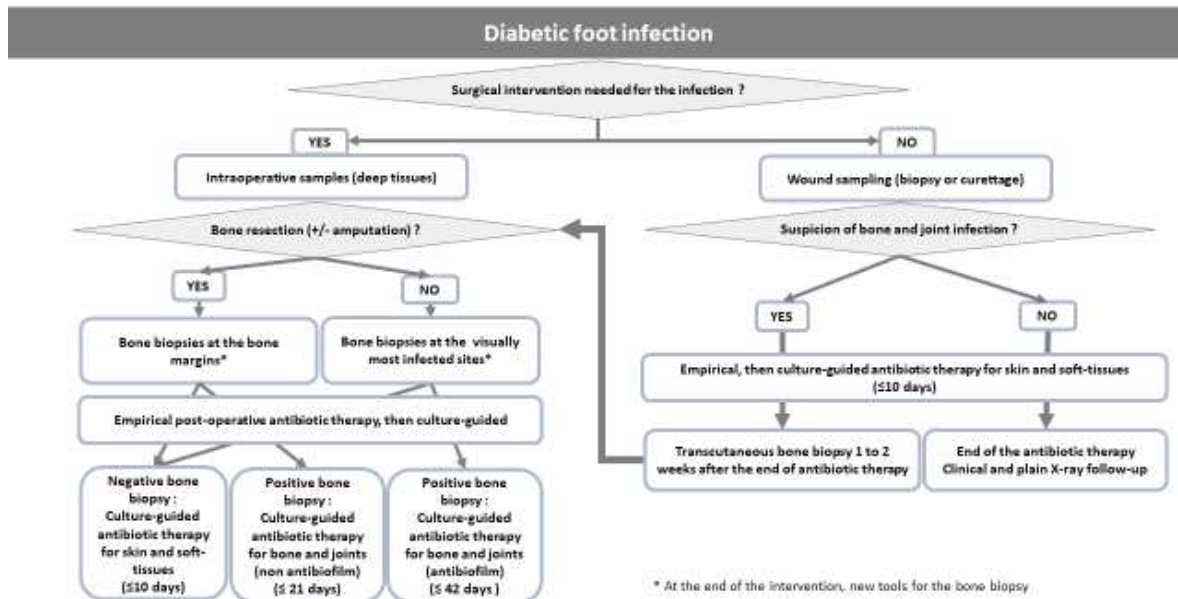 Diabetic foot infection
Surgical intervention needed for the infection ?
YES
NO
Intraoperative samples (deep tissues)
Wound sampling (biopsy or curettage)
Bone resection (+/- amputation) ?
Suspicion of bone and joint infection ?
YES
NO
YES
NO
Bone biopsies at the bone
margins*
Bone biopsies at the visually
most infected sites*
Empirical, then culture-guided antibiotic therapy for skin and soft-tissues
(≤10 days)
Empirical post-operative antibiotic therapy, then culture-guided
Transcutaneous bone biopsy 1 to 2
weeks after the end of antibiotic therapy
End of the antibiotic therapy
Clinical and plain X-ray follow-up
Negative bone
biopsy :
Culture-guided
antibiotic therapy
for skin and soft-
tissues
(≤10 days)
Positive bone
biopsy :
Culture-guided
antibiotic therapy
for bone and joints
(non antibiofilm)
(≤ 21 days)
Positive bone
biopsy : Culture-
guided antibiotic
therapy for bone
and joints
(antibiofilm)
(≤ 42 days )
* At the end of the intervention, new tools for the bone biopsy